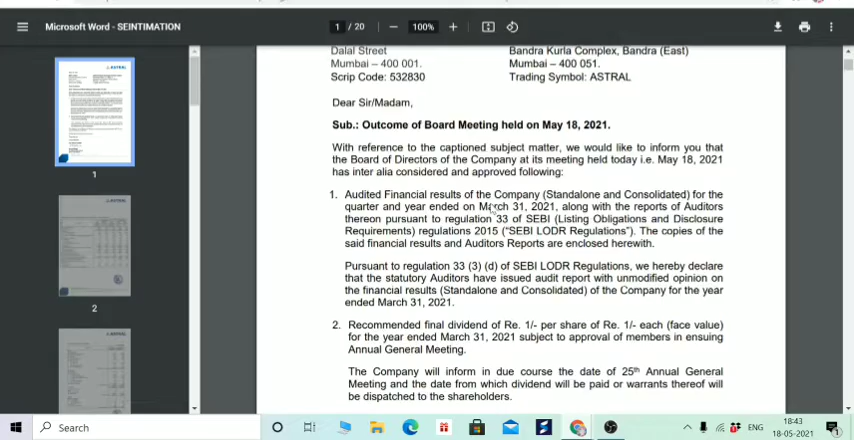 Microsoft Word - SEINTIMATION
1 / 20
100%
Dalal Street
Mumbai – 400 001.
Scrip Code: 532830
Bandra Kurla Complex, Bandra (East)
Mumbai – 400 051.
Trading Symbol: ASTRAL
Dear Sir/Madam,
Sub.: Outcome of Board Meeting held on May 18, 2021.
With reference to the captioned subject matter, we would like to inform you that
the Board of Directors of the Company at its meeting held today i.e. May 18, 2021
has inter alia considered and approved following:
1. Audited Financial results of the Company (Standalone and Consolidated) for the
quarter and year ended on March 31, 2021, along with the reports of Auditors
thereon pursuant to regulation 33 of SEBI (Listing Obligations and Disclosure
Requirements) regulations 2015 ("SEBI LODR Regulations"). The copies of the
said financial results and Auditors Reports are enclosed herewith.
Pursuant to regulation 33 (3) (d) of SEBI LODR Regulations, we hereby declare
that the statutory Auditors have issued audit report with unmodified opinion on
the financial results (Standalone and Consolidated) of the Company for the year
ended March 31, 2021.
2. Recommended final dividend of Re. 1/- per share of Re. 1/- each (face value)
for the year ended March 31, 2021 subject to approval of members in ensuing
Annual General Meeting.
The Company will inform in due course the date of 25th Annual General
Meeting and the date from which dividend will be paid or warrants thereof will
be dispatched to the shareholders.
ASTRAL
1
2
Search
ENG
18:43
18-05-2021